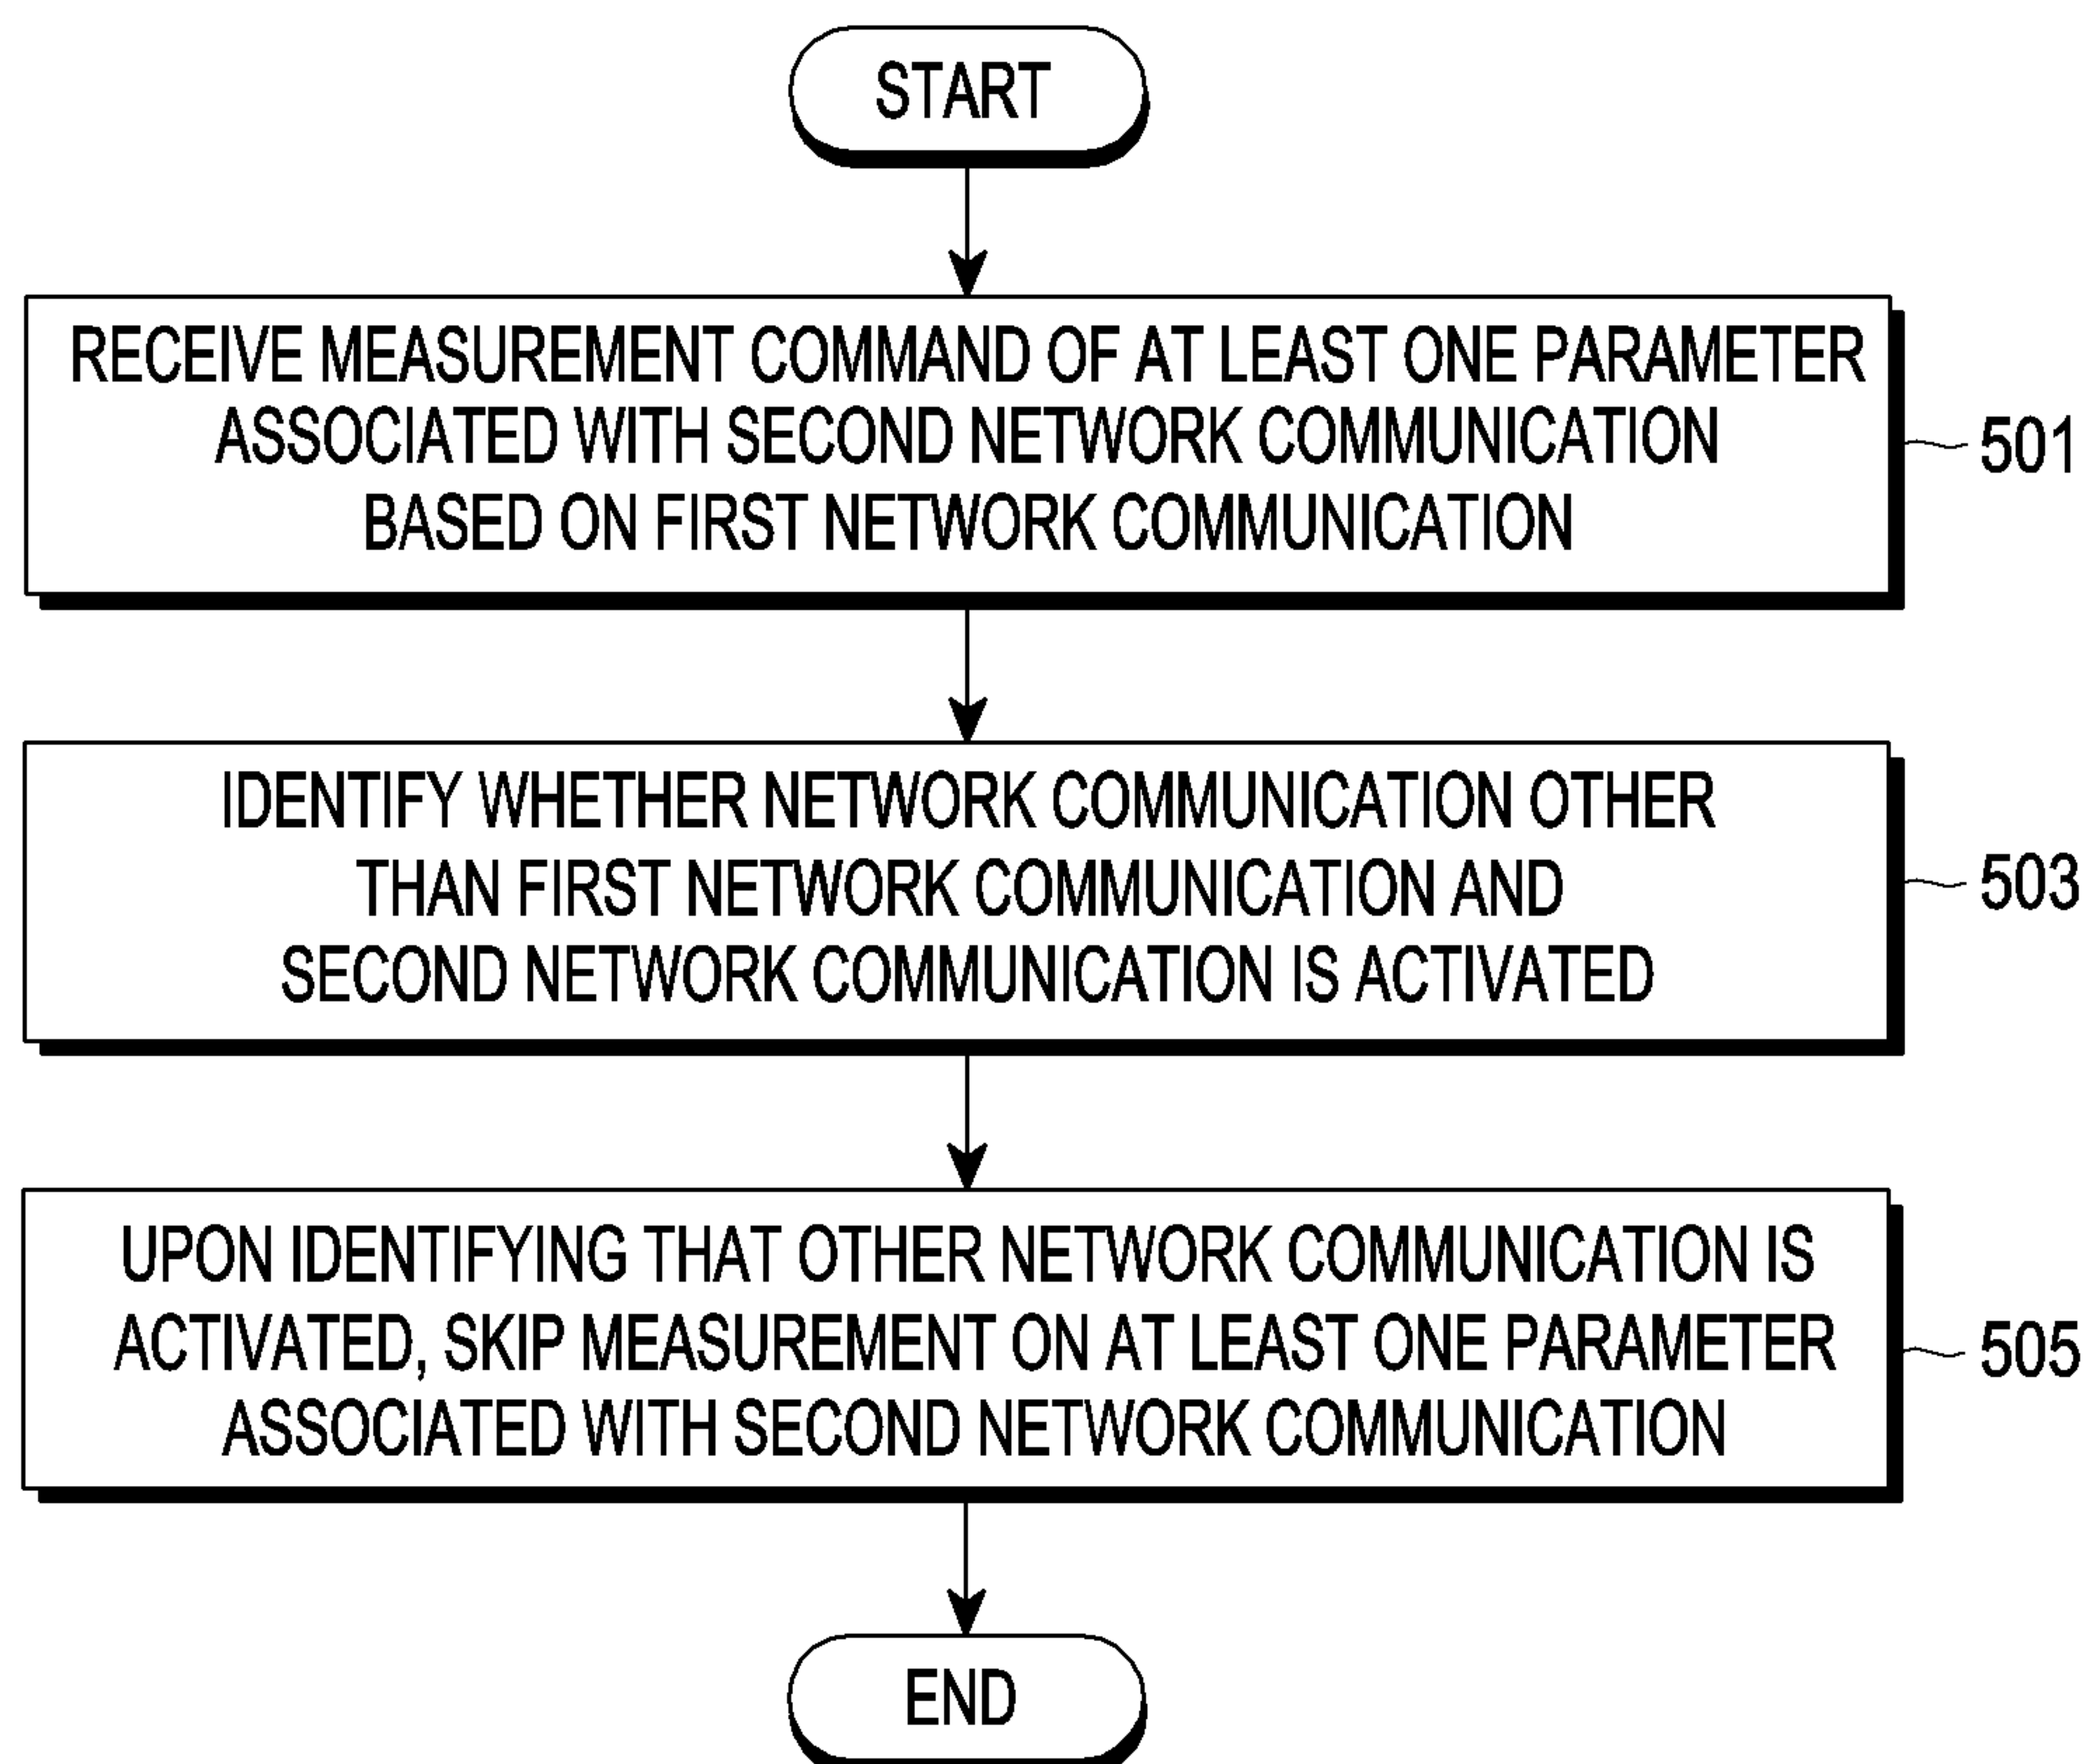 START
RECEIVE MEASUREMENT COMMAND OF AT LEAST ONE PARAMETER
ASSOCIATED WITH SECOND NETWORK COMMUNICATION
BASED ON FIRST NETWORK COMMUNICATION
501
IDENTIFY WHETHER NETWORK COMMUNICATION OTHER
THAN FIRST NETWORK COMMUNICATION AND
SECOND NETWORK COMMUNICATION IS ACTIVATED
503
UPON IDENTIFYING THAT OTHER NETWORK COMMUNICATION IS
ACTIVATED, SKIP MEASUREMENT ON AT LEAST ONE PARAMETER
ASSOCIATED WITH SECOND NETWORK COMMUNICATION
505
END